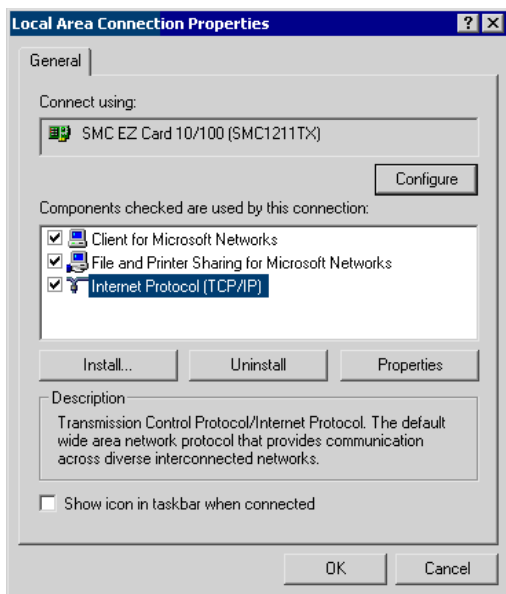 Local Area Connection Properties
General
Connect using:
SMC EZ Card 10/100 (SMC1211TX)
Configure
Components checked are used by this connection:
Client for Microsoft Networks
File and Printer Sharing for Microsoft Networks
Internet Protocol (TCP/IP)
Install... Uninstall Properties
Description
Transmission Control Protocol/Internet Protocol. The default
wide area network protocol that provides communication
across diverse interconnected networks.
Show icon in taskbar when connected
OK Cancel